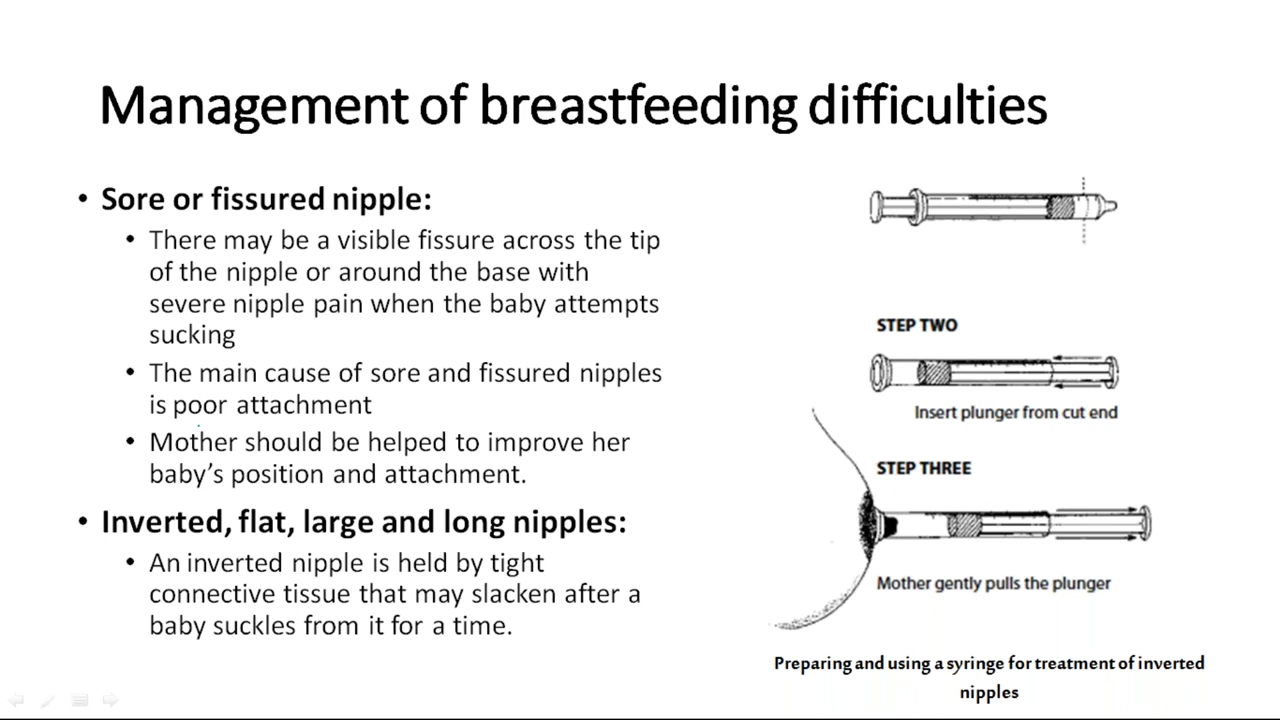 Management of breastfeeding difficulties
• Sore or fissured nipple:
• There may be a visible fissure across the tip
of the nipple or around the base with
severe nipple pain when the baby attempts
sucking
• The main cause of sore and fissured nipples
is poor attachment
• Mother should be helped to improve her
baby’s position and attachment.
• Inverted, flat, large and long nipples:
• An inverted nipple is held by tight
connective tissue that may slacken after a
baby suckles from it for a time.
STEP TWO
Insert plunger from cut end
STEP THREE
Mother gently pulls the plunger
Preparing and using a syringe for treatment of inverted
nipples